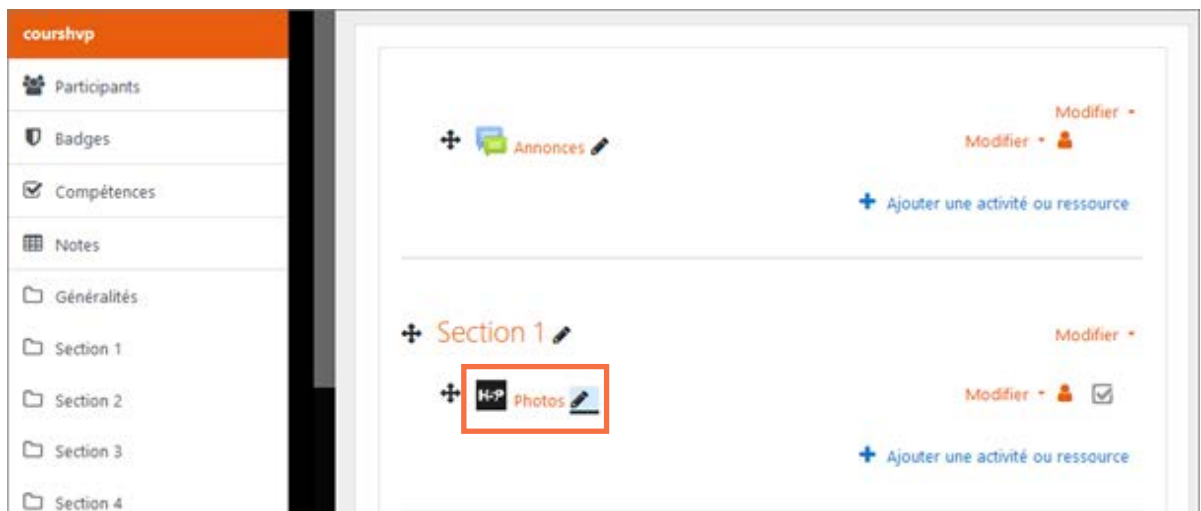 courshvp
Participants
Badges
Compétences
Notes
Généralités
Section 1
Section 2
Section 3
Section 4
Modifier
Annonces
Modifier
Ajouter une activité ou ressource
Section 1
Modifier
H-P Photos
Modifier
Ajouter une activité ou ressource